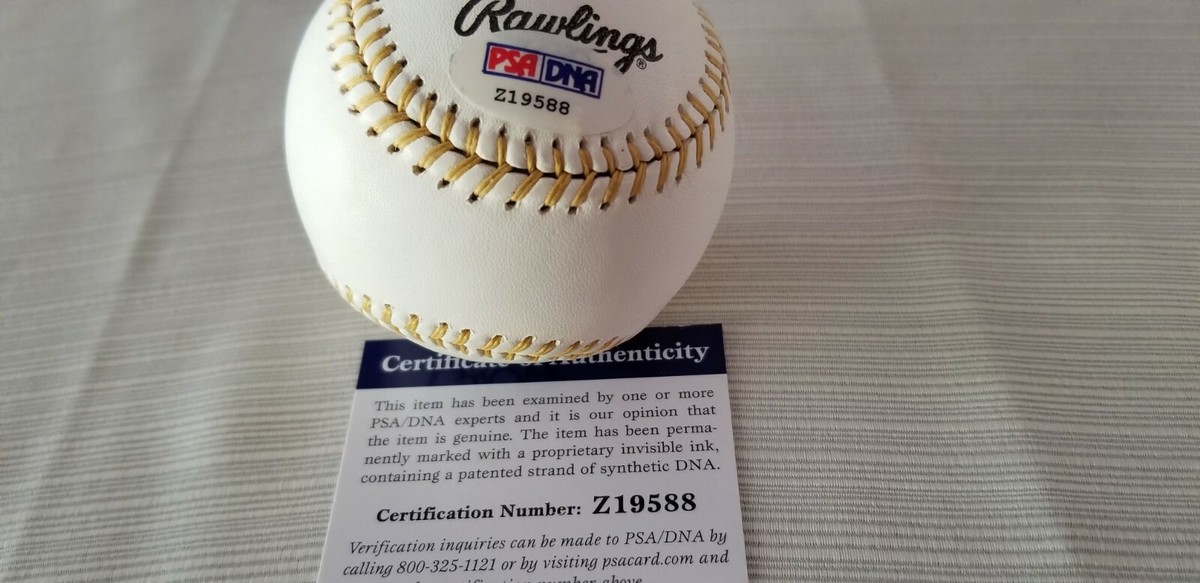 Rawlings®
PSA DNA
Z19588
Certificate of Authenticity
This item has been examined by one or more
PSA/DNA experts and it is our opinion that
the item is genuine. The item has been perma-
nently marked with a proprietary invisible ink,
containing a patented strand of synthetic DNA.
Certification Number: Z19588
Verification inquiries can be made to PSA/DNA by
calling 800-325-1121 or by visiting psacard.com and
number above.